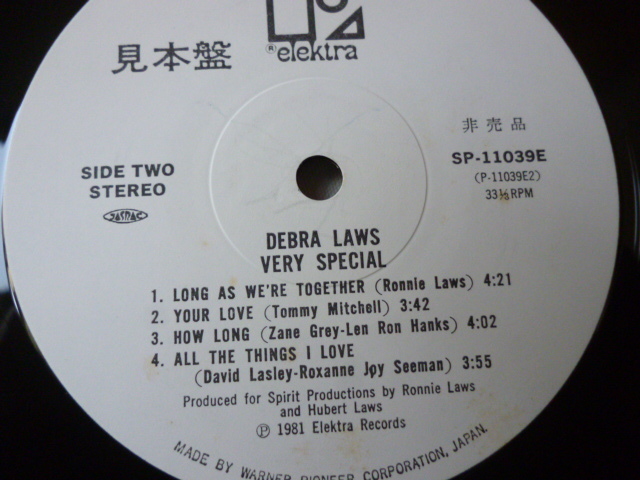 ® elektra
見本盤
非売品
SIDE TWO
STEREO
JASRAC
SP-11039E
(P-11039E2)
33⅓ RPM
DEBRA LAWS
VERY SPECIAL
1. LONG AS WE'RE TOGETHER (Ronnie Laws) 4:21
2. YOUR LOVE (Tommy Mitchell) 3:42
3. HOW LONG (Zane Grey-Len Ron Hanks) 4:02
4. ALL THE THINGS I LOVE
(David Lasley-Roxanne Joy Seeman) 3:55
Produced for Spirit Productions by Ronnie Laws
and Hubert Laws
℗ 1981 Elektra Records
MADE BY WARNER-PIONEER CORPORATION, JAPAN.